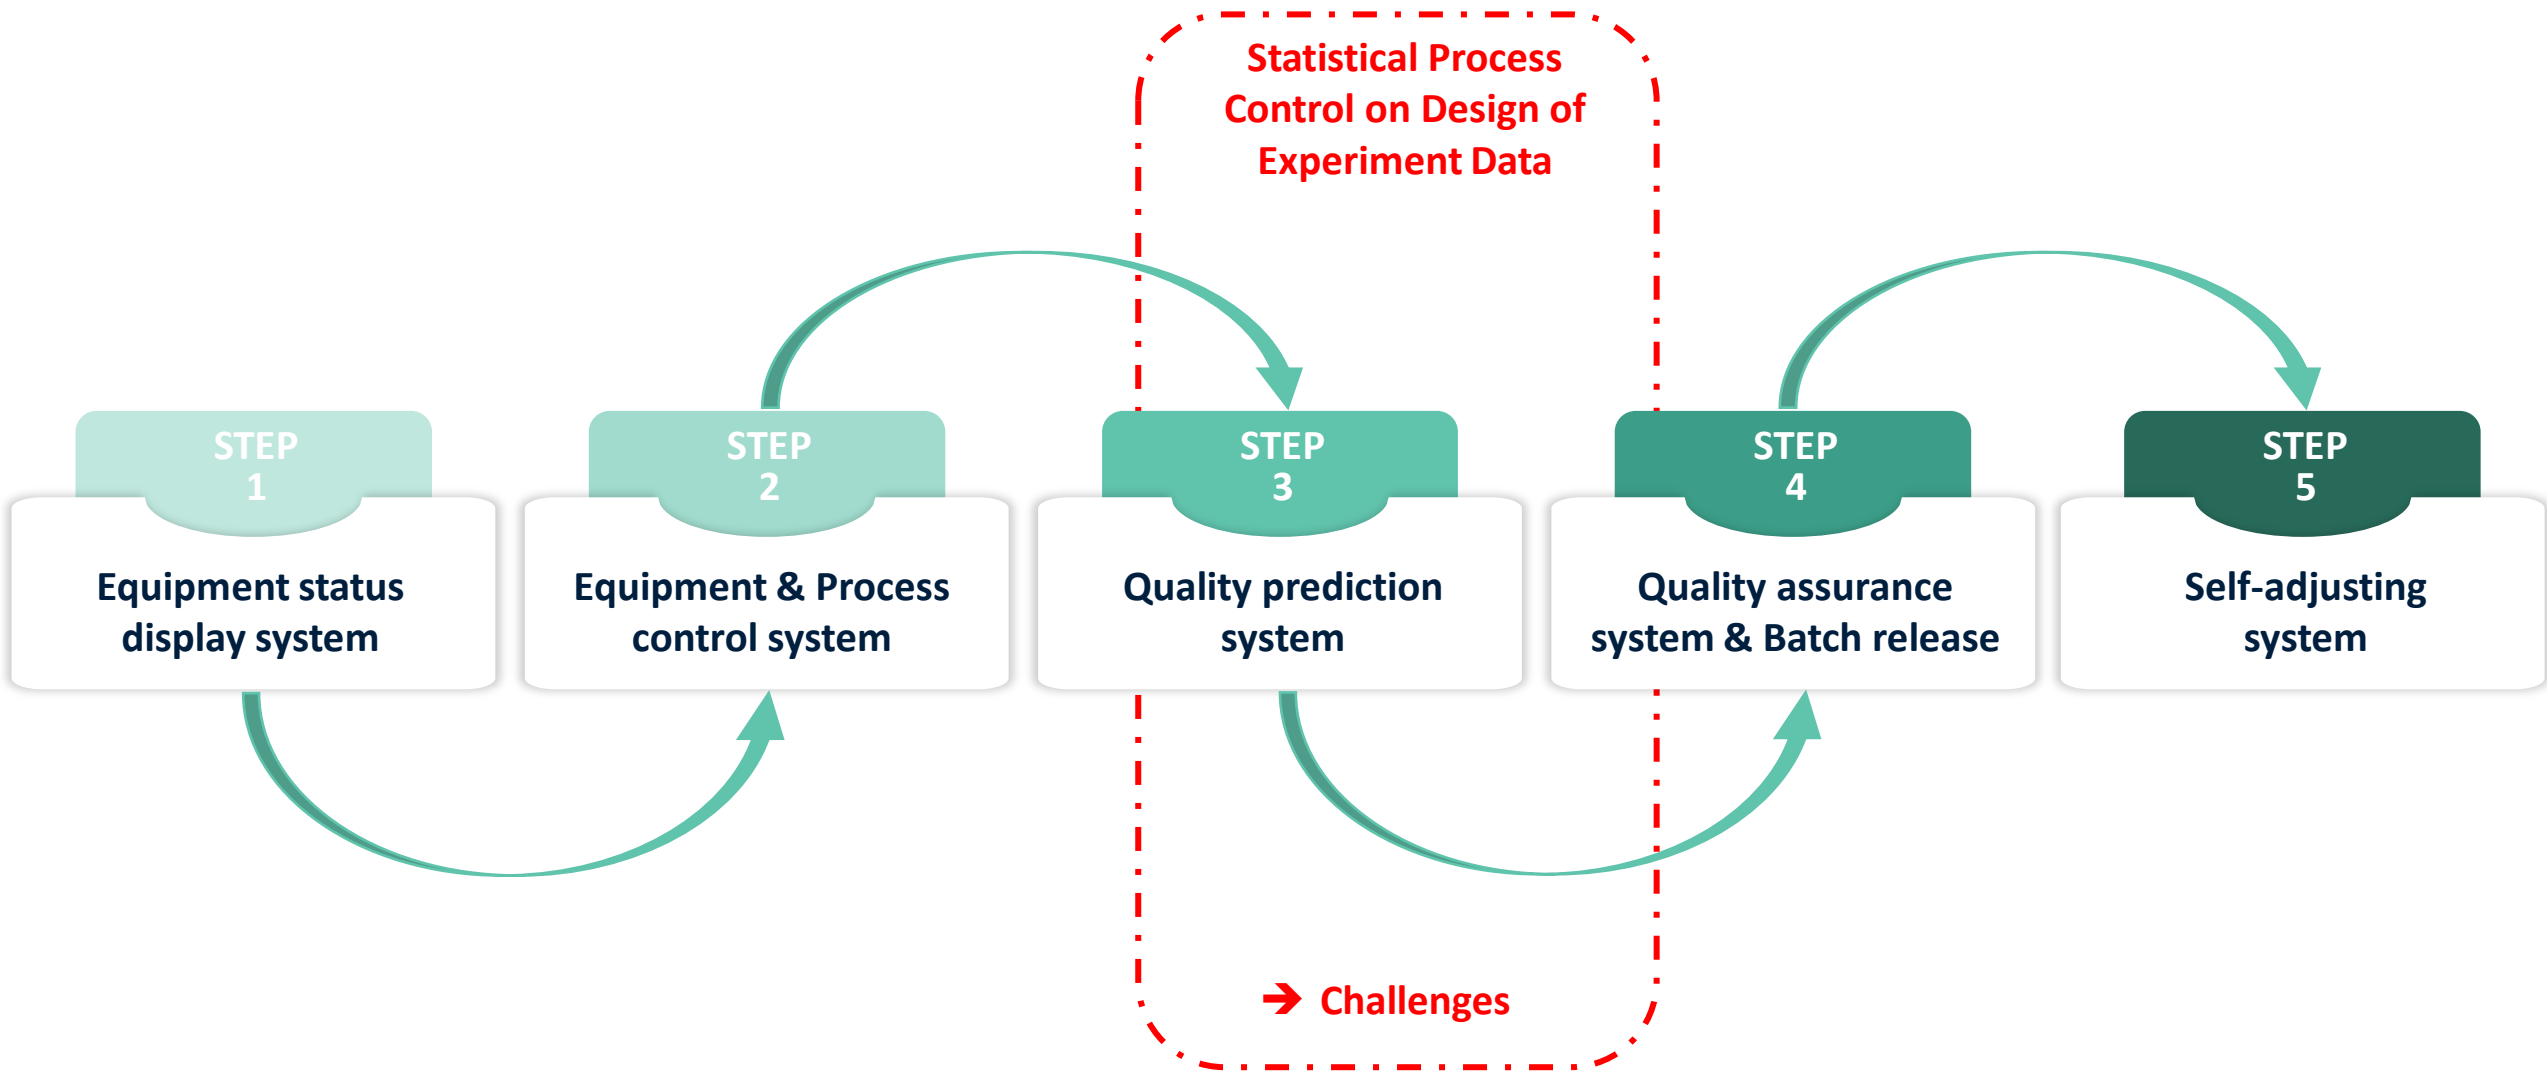 Statistical Process
Control on Design of
Experiment Data
STEP
1
STEP
2
STEP
3
STEP
4
STEP
5
Equipment status
display system
Equipment & Process
control system
Quality prediction
system
Quality assurance
system & Batch release
Self-adjusting
system
➔ Challenges